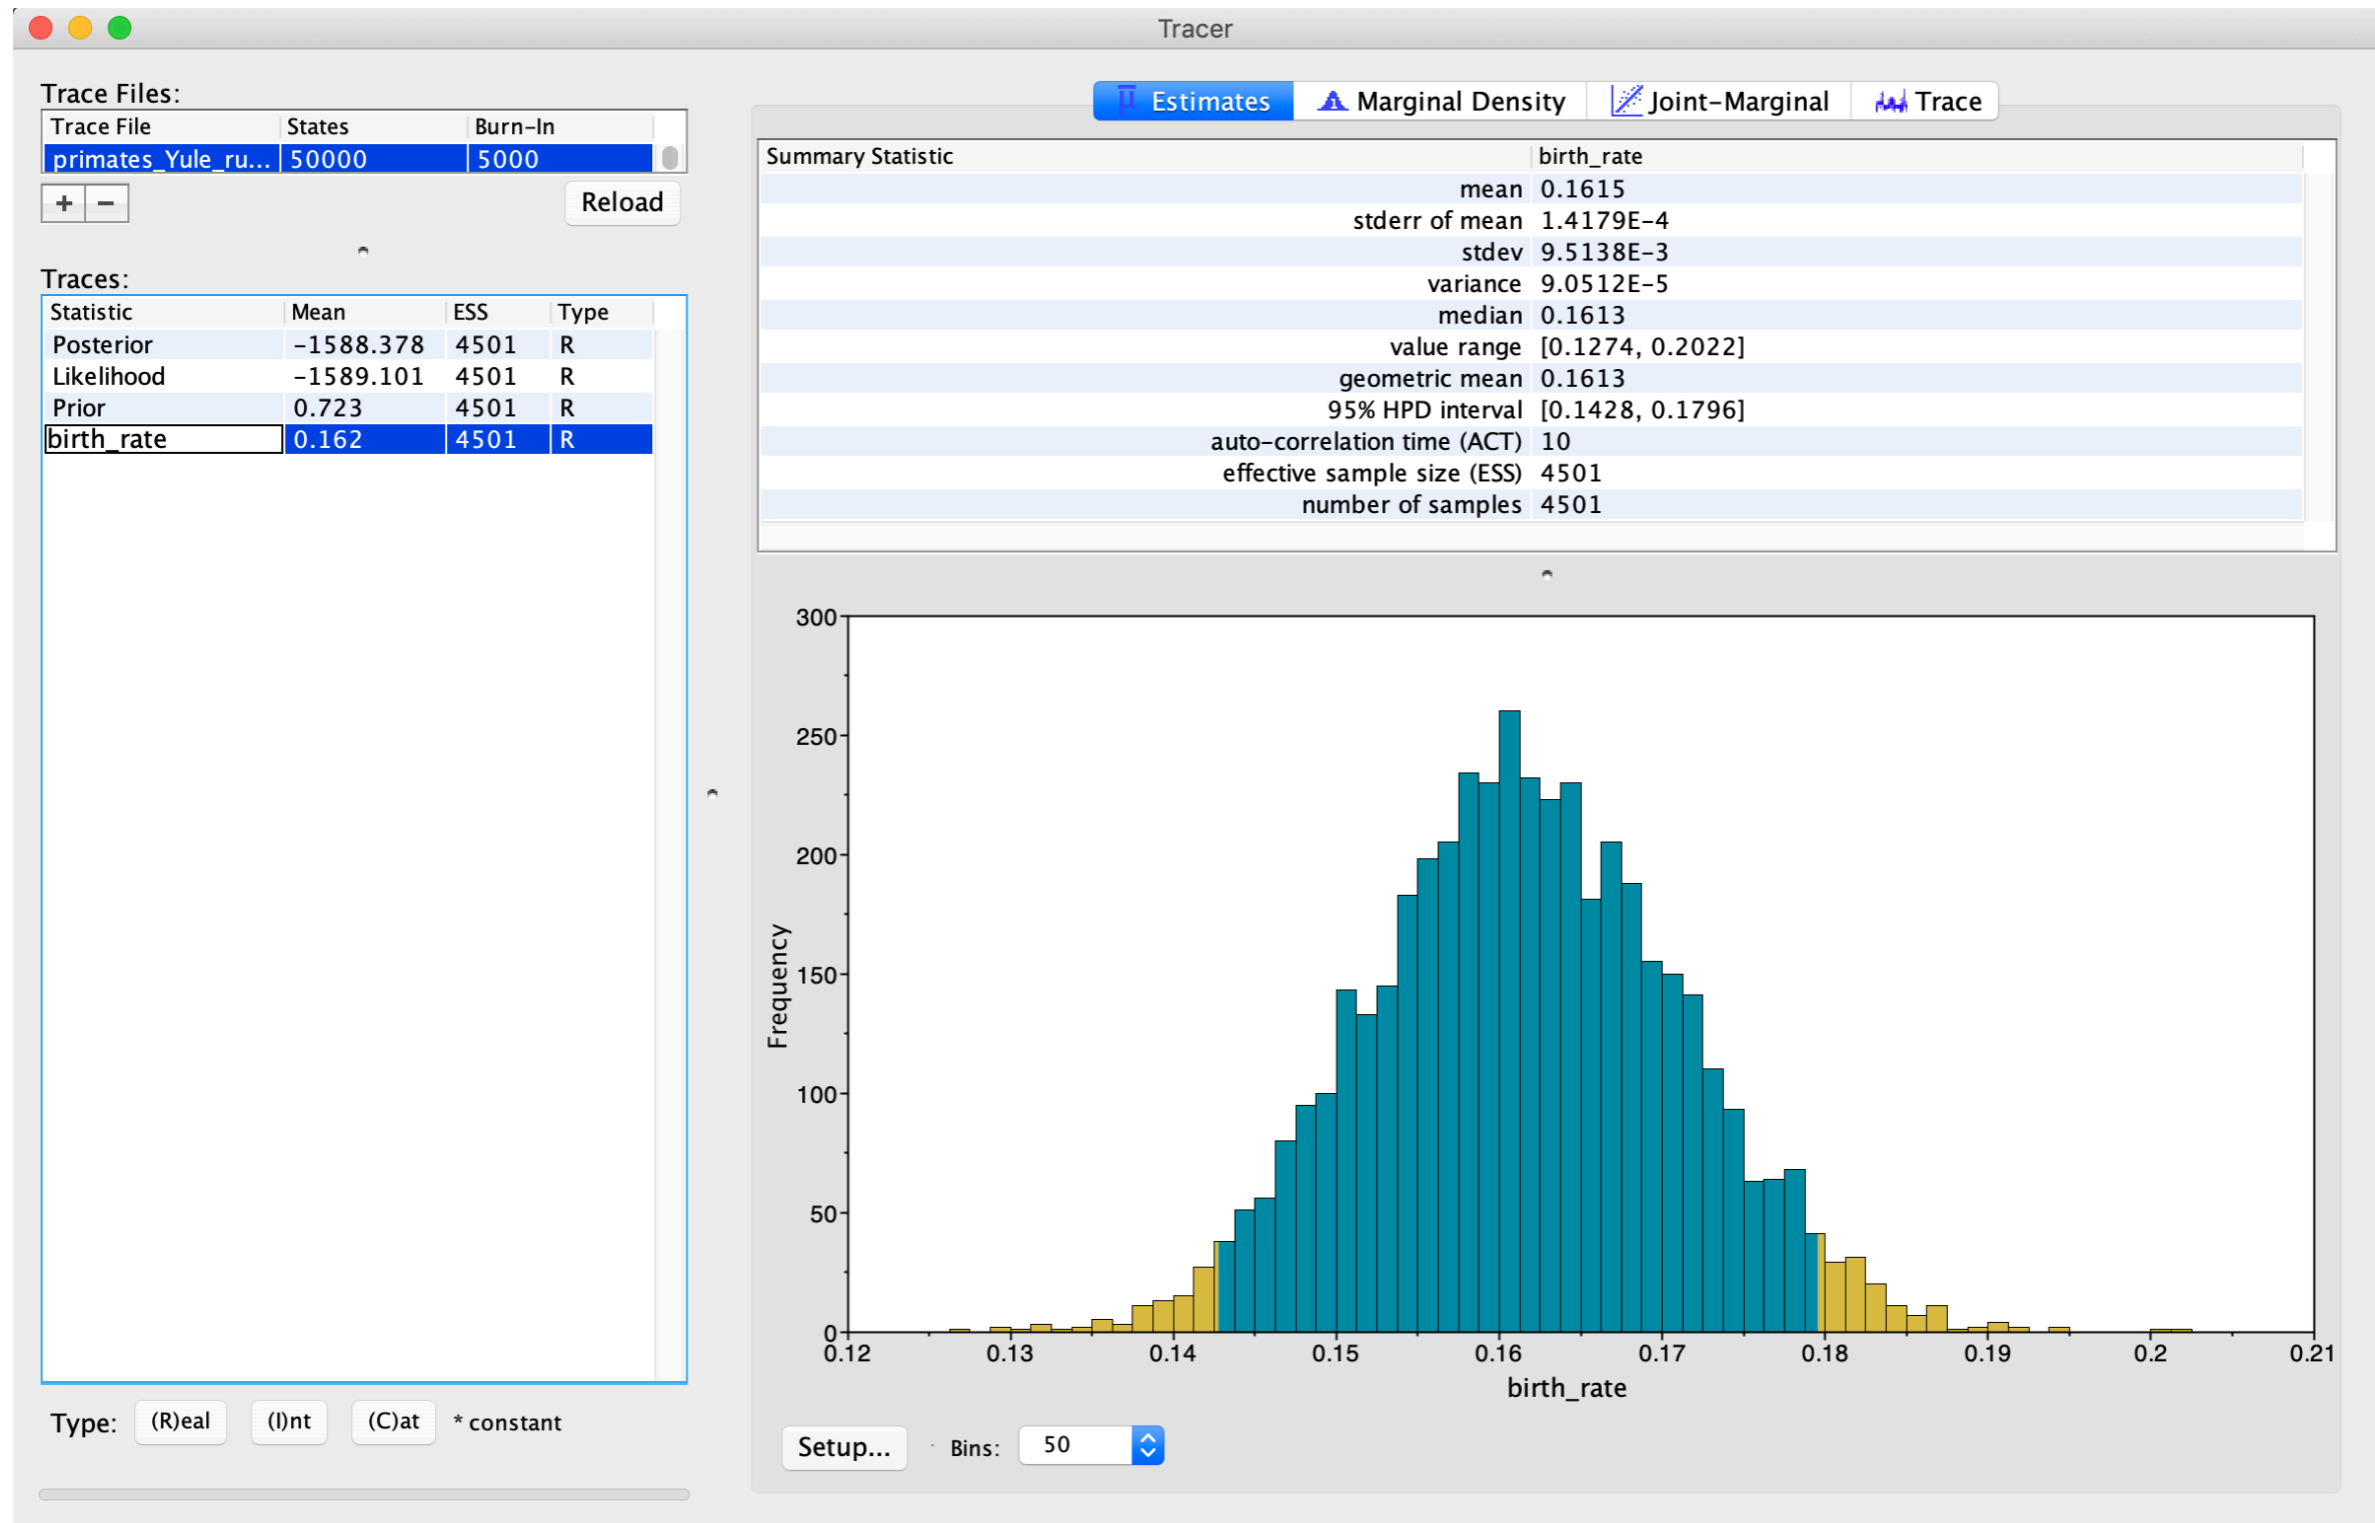 Tracer
Trace Files:
Trace File States Burn-In
primates_Yule_ru... 50000 5000
+ −
Reload
Traces:
Statistic Mean ESS Type
Posterior −1588.378 4501 R
Likelihood −1589.101 4501 R
Prior 0.723 4501 R
birth_rate 0.162 4501 R
Type: (R)eal (I)nt (C)at * constant
Estimates Marginal Density Joint-Marginal Trace
Summary Statistic birth_rate
mean 0.1615
stderr of mean 1.4179E-4
stdev 9.5138E-3
variance 9.0512E-5
median 0.1613
value range [0.1274, 0.2022]
geometric mean 0.1613
95% HPD interval [0.1428, 0.1796]
auto-correlation time (ACT) 10
effective sample size (ESS) 4501
number of samples 4501
300
250
200
150
100
50
0
Frequency
0.12 0.13 0.14 0.15 0.16 0.17 0.18 0.19 0.2 0.21
birth_rate
Setup... Bins: 50